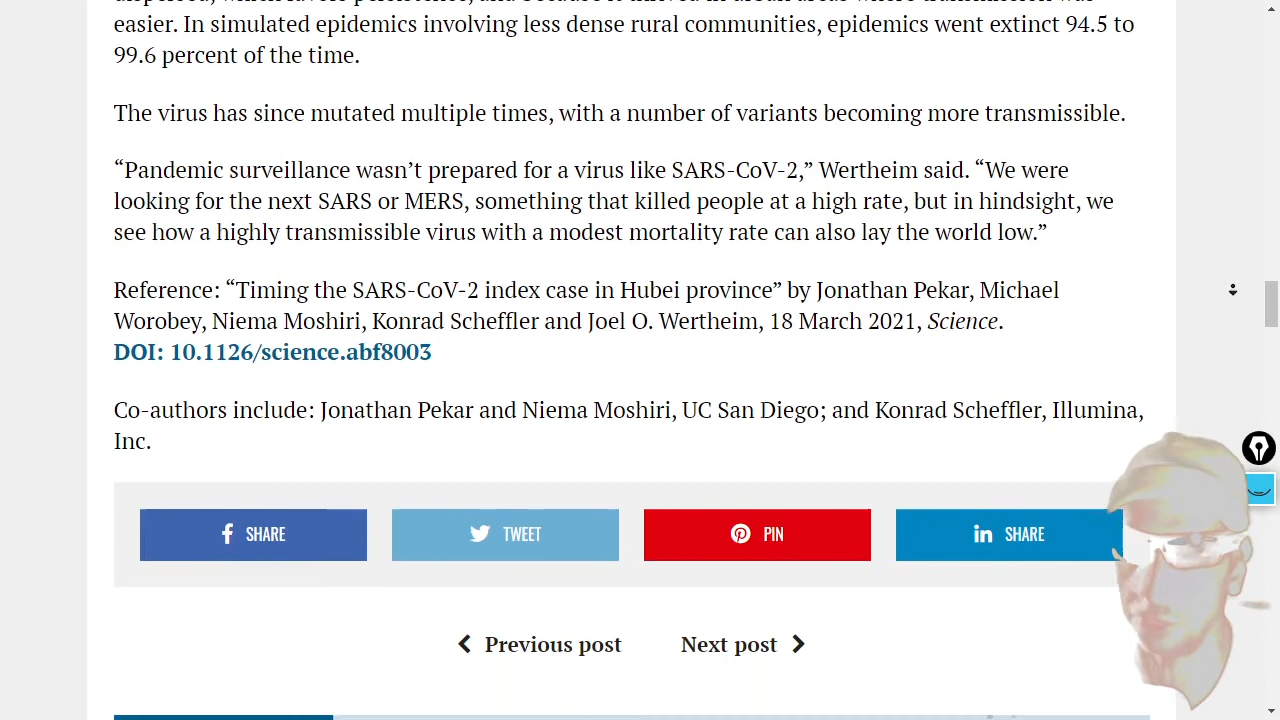 easier. In simulated epidemics involving less dense rural communities, epidemics went extinct 94.5 to
99.6 percent of the time.
The virus has since mutated multiple times, with a number of variants becoming more transmissible.
“Pandemic surveillance wasn’t prepared for a virus like SARS-CoV-2,” Wertheim said. “We were
looking for the next SARS or MERS, something that killed people at a high rate, but in hindsight, we
see how a highly transmissible virus with a modest mortality rate can also lay the world low.”
Reference: “Timing the SARS-CoV-2 index case in Hubei province” by Jonathan Pekar, Michael
Worobey, Niema Moshiri, Konrad Scheffler and Joel O. Wertheim, 18 March 2021, Science.
DOI: 10.1126/science.abf8003
Co-authors include: Jonathan Pekar and Niema Moshiri, UC San Diego; and Konrad Scheffler, Illumina,
Inc.
SHARE TWEET PIN SHARE
Previous post Next post